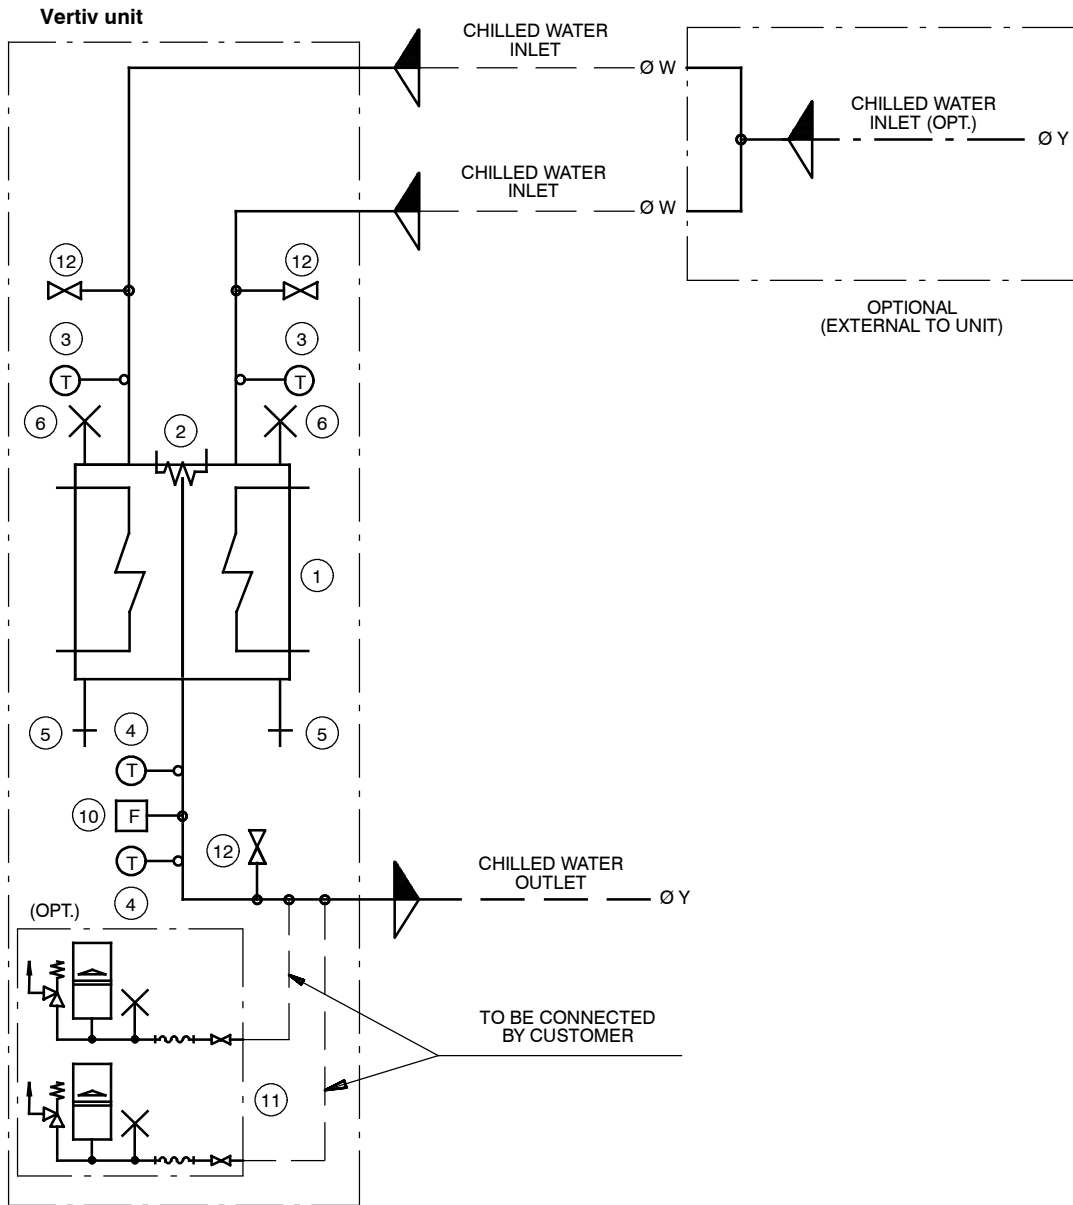 Vertiv unit
CHILLED WATER
INLET
Ø W
CHILLED WATER
INLET (OPT.)
Ø Y
CHILLED WATER
INLET
Ø W
12
12
OPTIONAL
(EXTERNAL TO UNIT)
3
3
T
T
6
2
6
1
5
4
5
T
10
F
12
T
CHILLED WATER
OUTLET
Ø Y
4
(OPT.)
TO BE CONNECTED
BY CUSTOMER
11